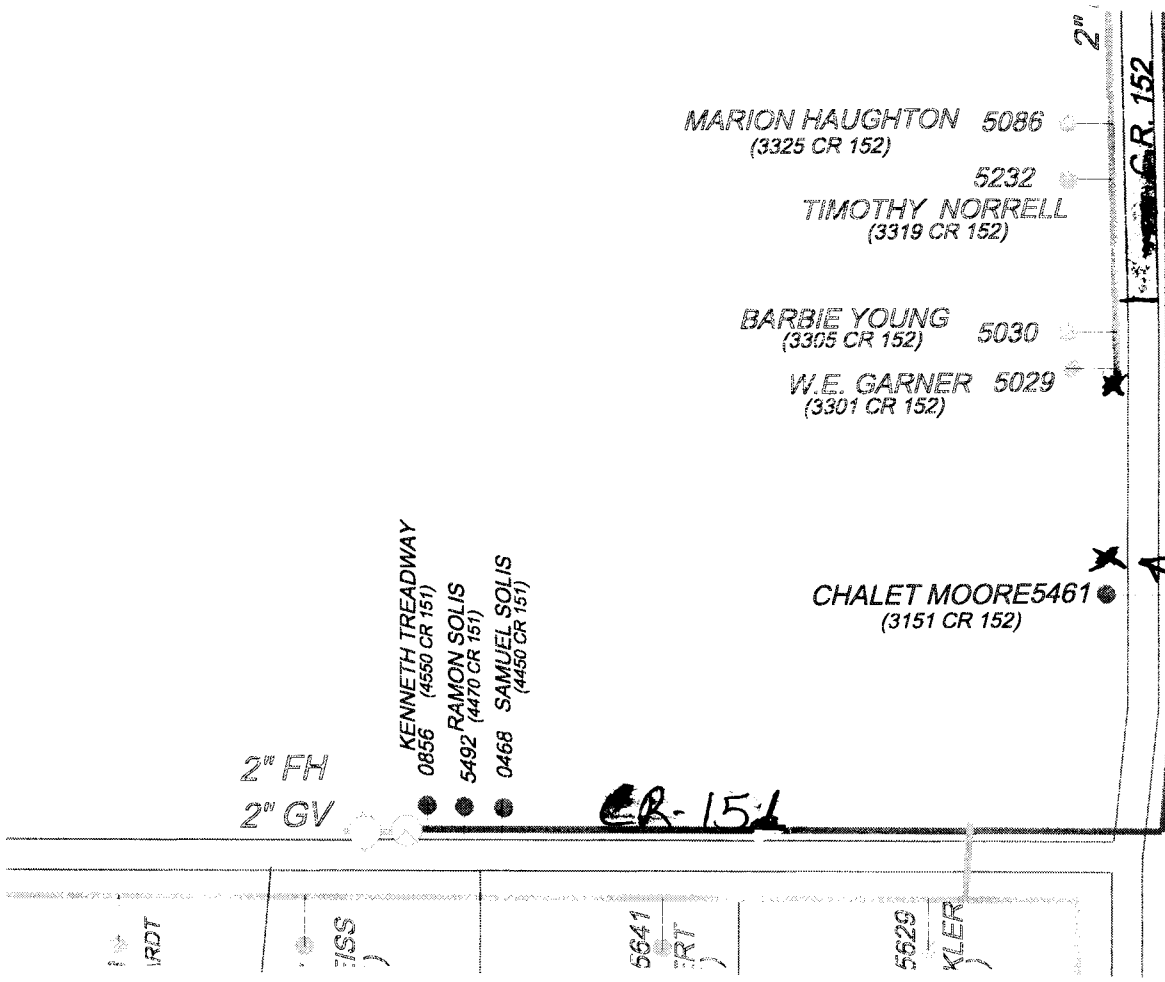 2"
C.R. 152
MARION HAUGHTON 5086
(3325 CR 152)
5232
TIMOTHY NORRELL
(3319 CR 152)
BARBIE YOUNG 5030
(3305 CR 152)
W.E. GARNER 5029
(3301 CR 152)
CHALET MOORE5461
(3151 CR 152)
KENNETH TREADWAY
0856 (4550 CR 151)
5492 RAMON SOLIS
(4470 CR 151)
0468 SAMUEL SOLIS
(4450 CR 151)
2" FH
2" GV
CR-151
RDT
EISS
)
5641
ERT
)
5629
KLER
)